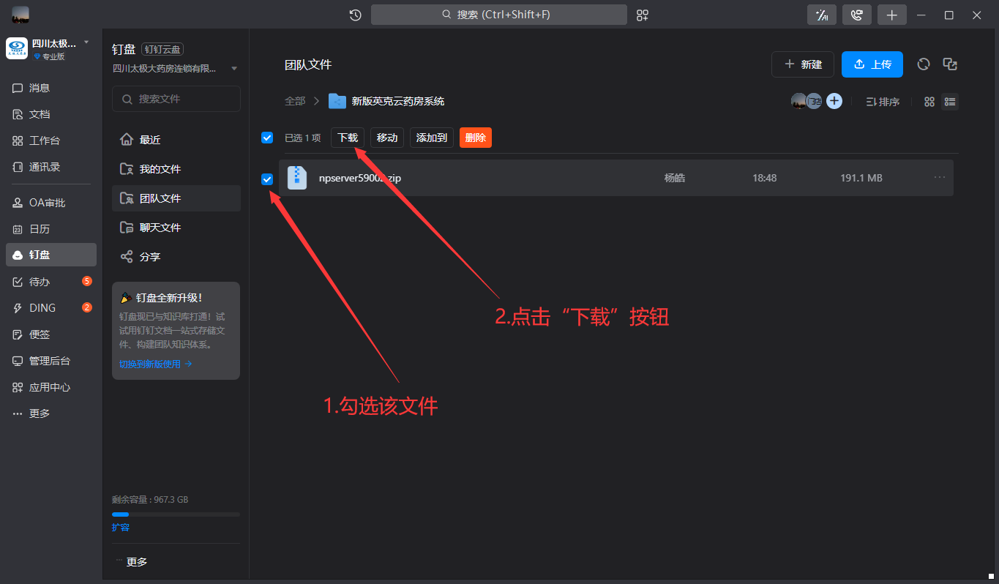 搜索 (Ctrl+Shift+F)
四川太极...
专业版
消息
文档
工作台
通讯录
OA审批
23
日历
钉盘
待办
5
DING
2
便签
管理后台
应用中心
更多
钉盘
钉钉云盘
四川太极大药房连锁有限...
搜索文件
最近
我的文件
团队文件
聊天文件
分享
钉盘全新升级！
钉盘现已与知识库打通！试
试用钉钉文档一站式存储文
件、构建团队知识体系。
切换到新版使用
剩余容量 : 967.3 GB
扩容
更多
团队文件
新建
上传
全部
新版英克云药房系统
排序
已选 1 项
下载
移动
添加到
删除
杨皓
18:48
191.1 MB
2.点击“下载”按钮
1.勾选该文件